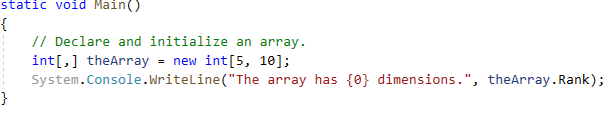 static void Main()
{
// Declare and initialize an array.
int[,] theArray = new int[5, 10];
System.Console.WriteLine("The array has {0} dimensions.", theArray.Rank);
}